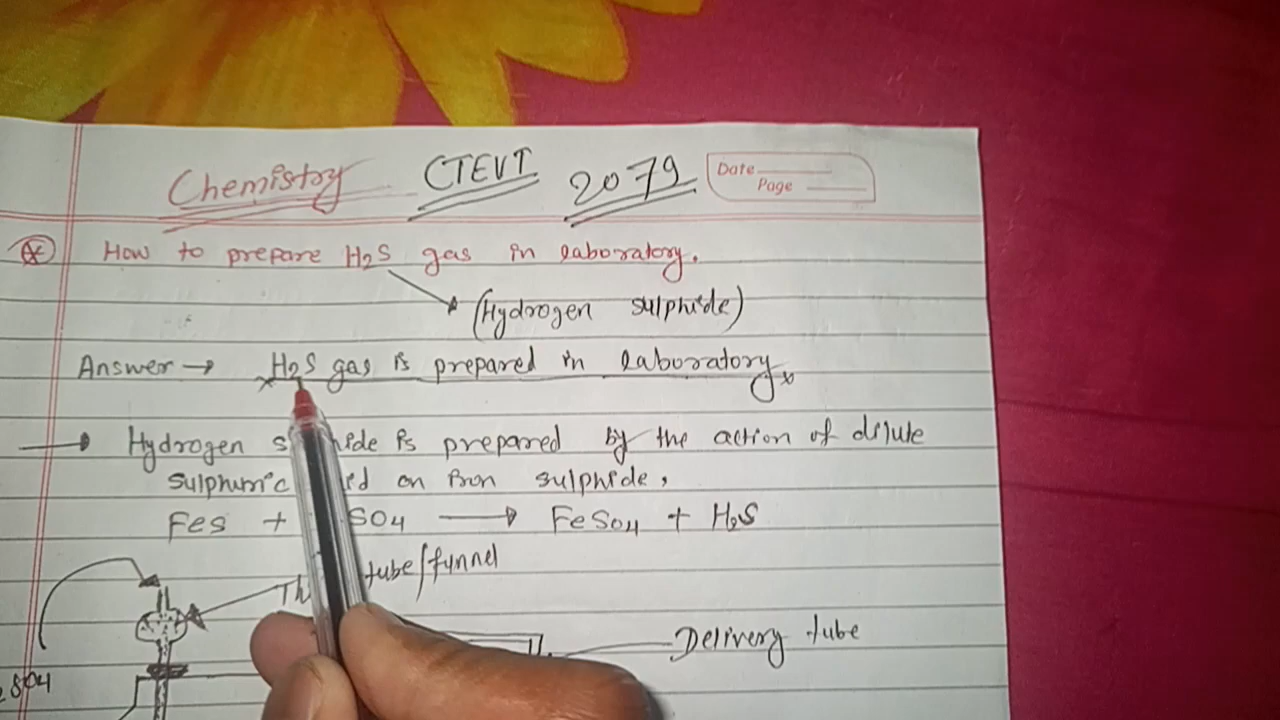 Chemistry CTEVT 2079
Date
Page
How to prepare H2S gas in laboratory.
(Hydrogen sulphide)
Answer → H2S gas is prepared in laboratory
→ Hydrogen is prepared by the action of dilute
sulphuric on Iron sulphide,
FeS + SO4 → FeSO4 + H2S
tube/funnel
Delivery tube